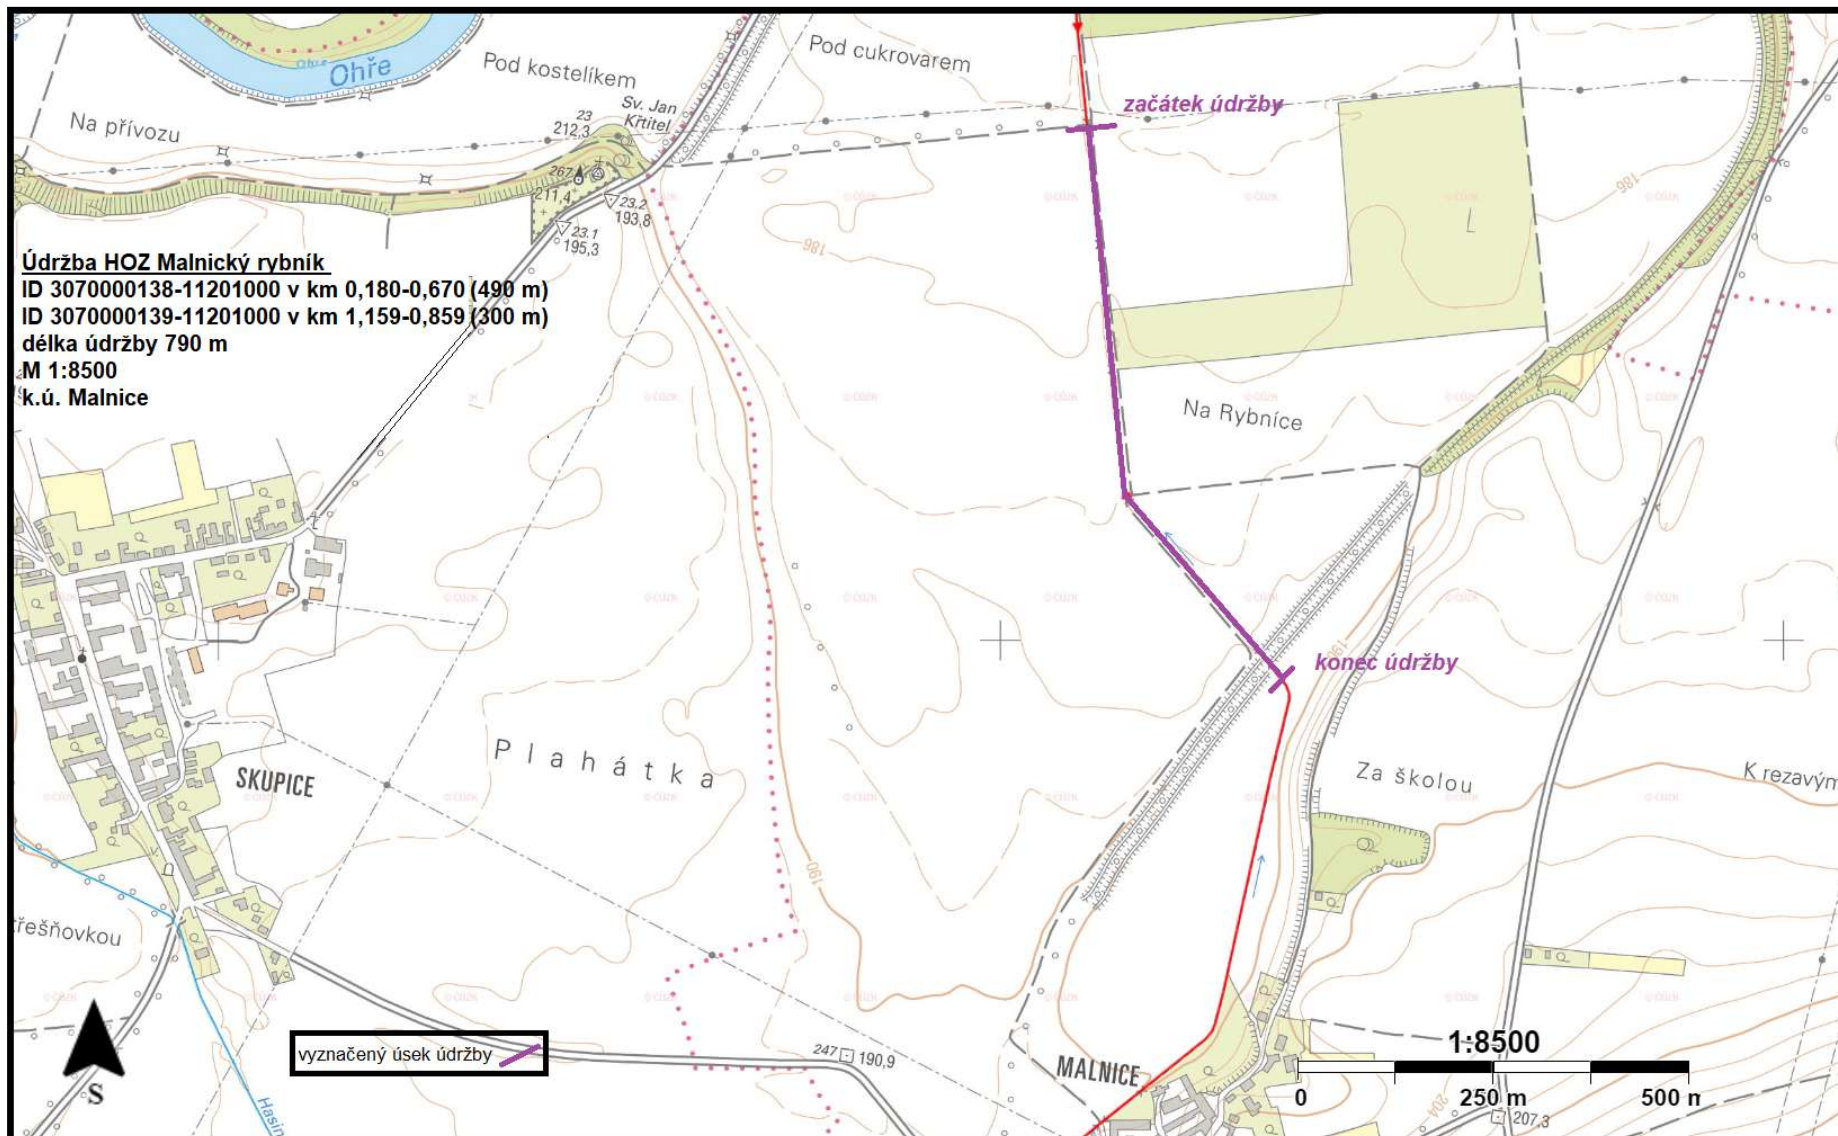 Ohře
Pod kostelíkem
Pod cukrovarem
začátek údržby
Sv. Jan
Křtitel
23
212,3
Na přívozu
267
211,4
23.2
193,8
23.1
195,3
186
186
Údržba HOZ Malnický rybník
ID 3070000138-11201000 v km 0,180-0,670 (490 m)
ID 3070000139-11201000 v km 1,159-0,859 (300 m)
délka údržby 790 m
M 1:8500
k.ú. Malnice
Na Rybníce
konec údržby
190
Plahátka
SKUPICE
Za školou
K rezavým
190
třešňovkou
vyznačený úsek údržby
247
190,9
MALNICE
1:8500
0
250 m
500 m
204
207,3
S
Hasin
©ČÚZK